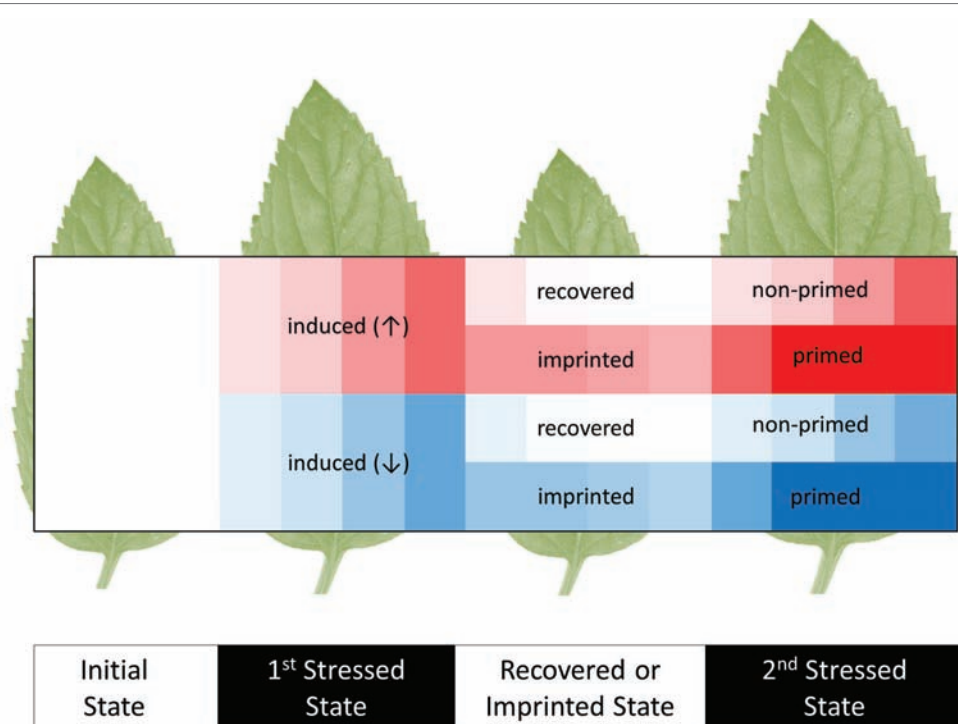 induced (↑)
recovered
non-primed
imprinted
primed
induced (↓)
recovered
non-primed
imprinted
primed
Initial
State
1st Stressed
State
Recovered or
Imprinted State
2nd Stressed
State